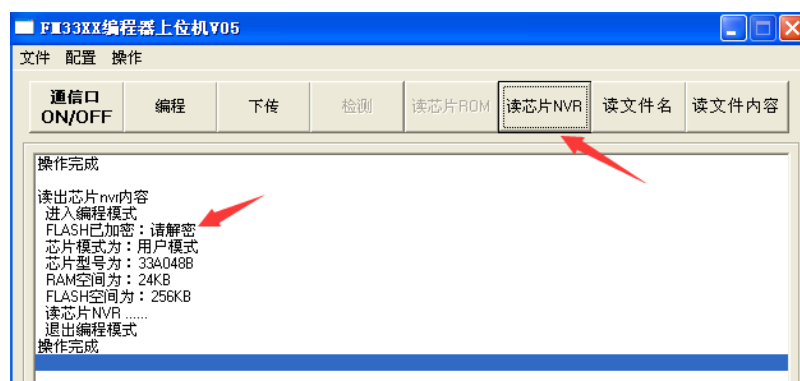 FM33XX编程器上位机V05
文件 配置 操作
通信口 ON/OFF 编程 下传 检测 读芯片ROM 读芯片NVR 读文件名 读文件内容
操作完成
读出芯片nvr内容
进入编程模式
FLASH已加密：请解密
芯片模式为：用户模式
芯片型号为：33A048B
RAM空间为：24KB
FLASH空间为：256KB
读芯片NVR ......
退出编程模式
操作完成